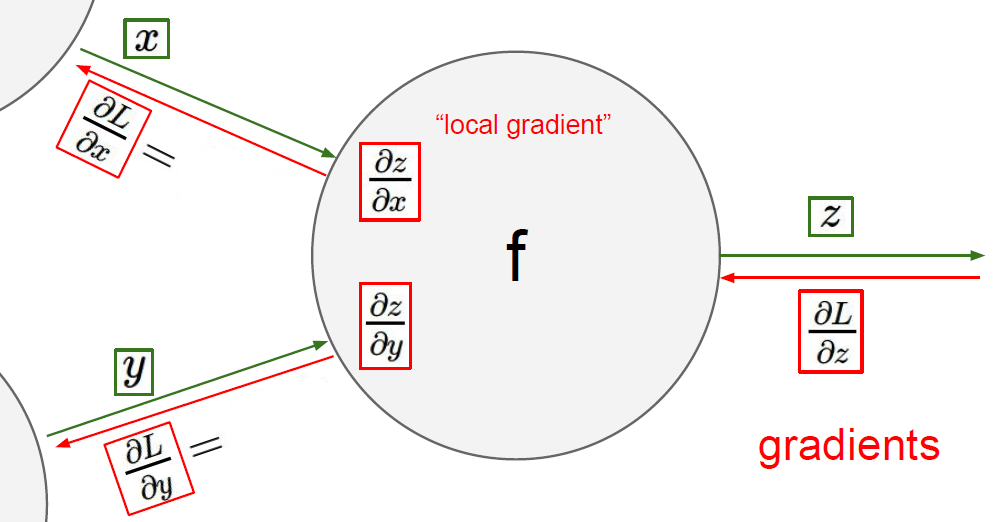 x
∂L/∂x =
"local gradient"
∂z/∂x
f
z
∂z/∂y
∂L/∂z
y
∂L/∂y =
gradients